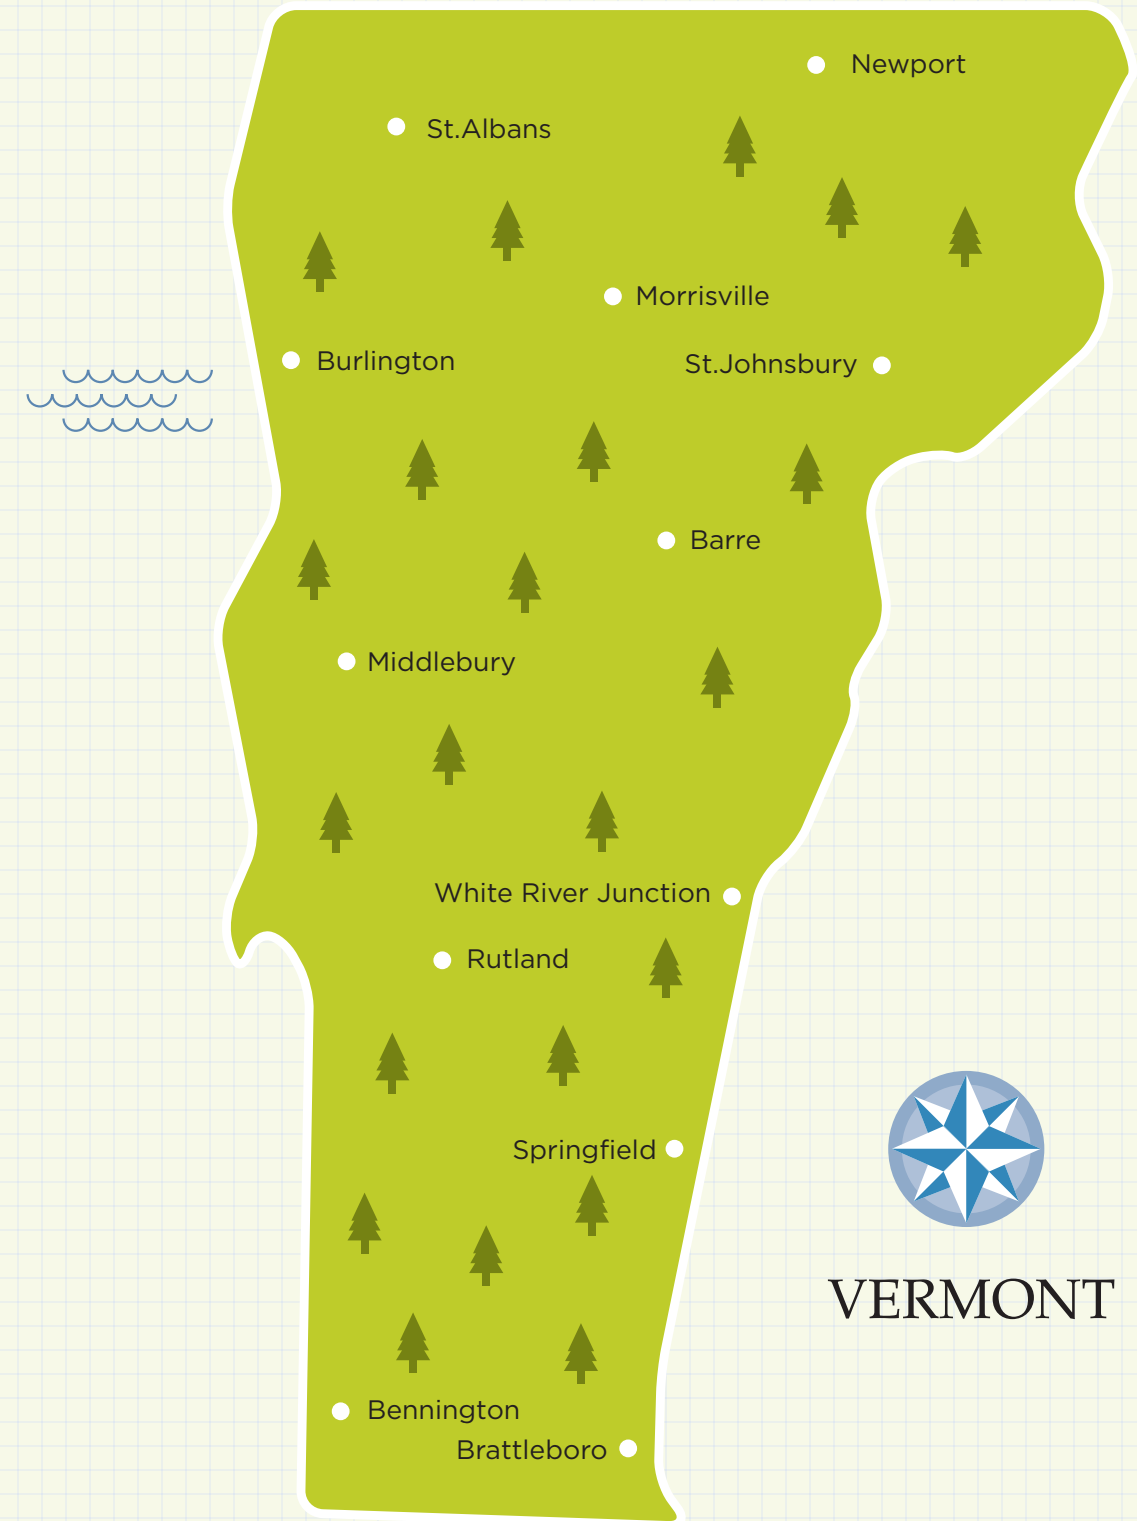 Newport
St.Albans
Morrisville
Burlington
St.Johnsbury
Barre
Middlebury
White River Junction
Rutland
Springfield
VERMONT
Bennington
Brattleboro